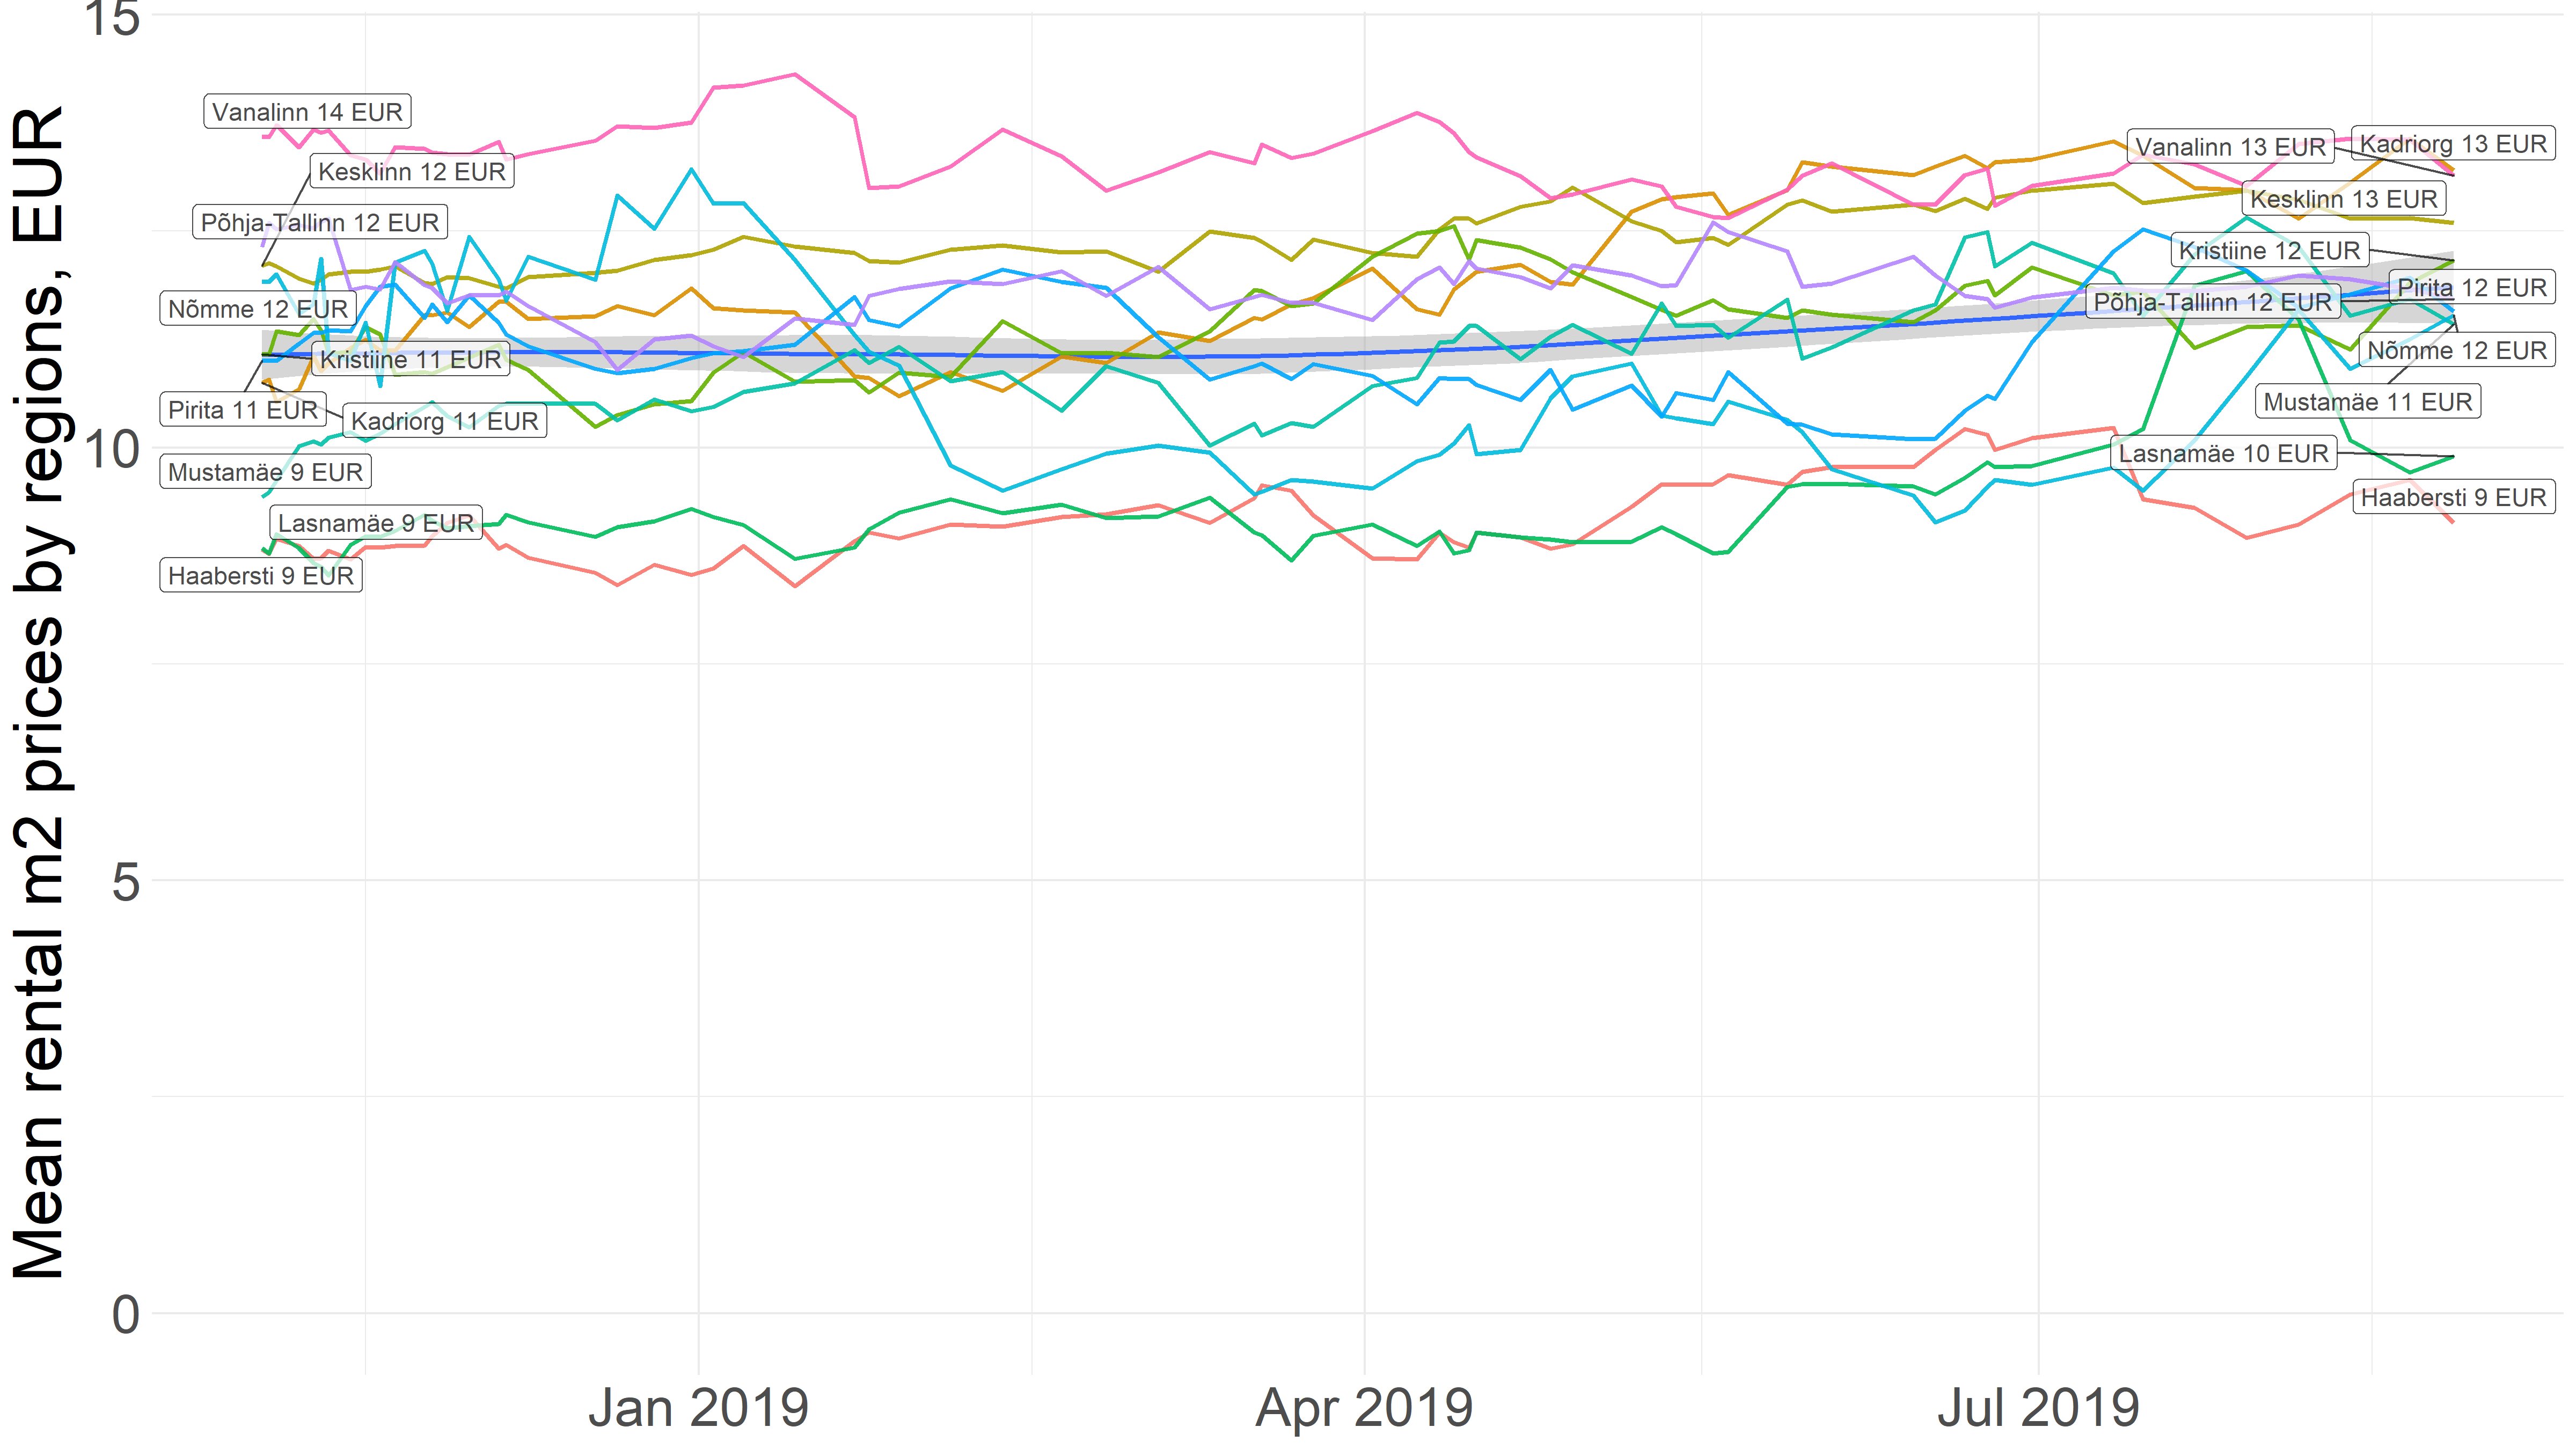 Mean rental m2 prices by regions, EUR
15
10
5
0
Vanalinn 14 EUR
Kesklinn 12 EUR
Põhja-Tallinn 12 EUR
Nõmme 12 EUR
Kristiine 11 EUR
Pirita 11 EUR
Kadriorg 11 EUR
Mustamäe 9 EUR
Lasnamäe 9 EUR
Haabersti 9 EUR
Vanalinn 13 EUR
Kadriorg 13 EUR
Kesklinn 13 EUR
Kristiine 12 EUR
Pirita 12 EUR
Põhja-Tallinn 12 EUR
Nõmme 12 EUR
Mustamäe 11 EUR
Lasnamäe 10 EUR
Haabersti 9 EUR
Jan 2019
Apr 2019
Jul 2019